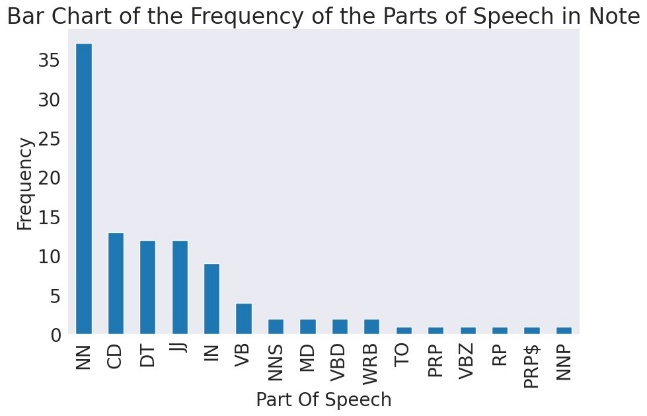 Bar Chart of the Frequency of the Parts of Speech in Note
Frequency
35
30
25
20
15
10
5
0
NN
CD
DT
JJ
IN
VB
NNS
MD
VBD
WRB
TO
PRP
VBZ
RP
PRP$
NNP
Part Of Speech